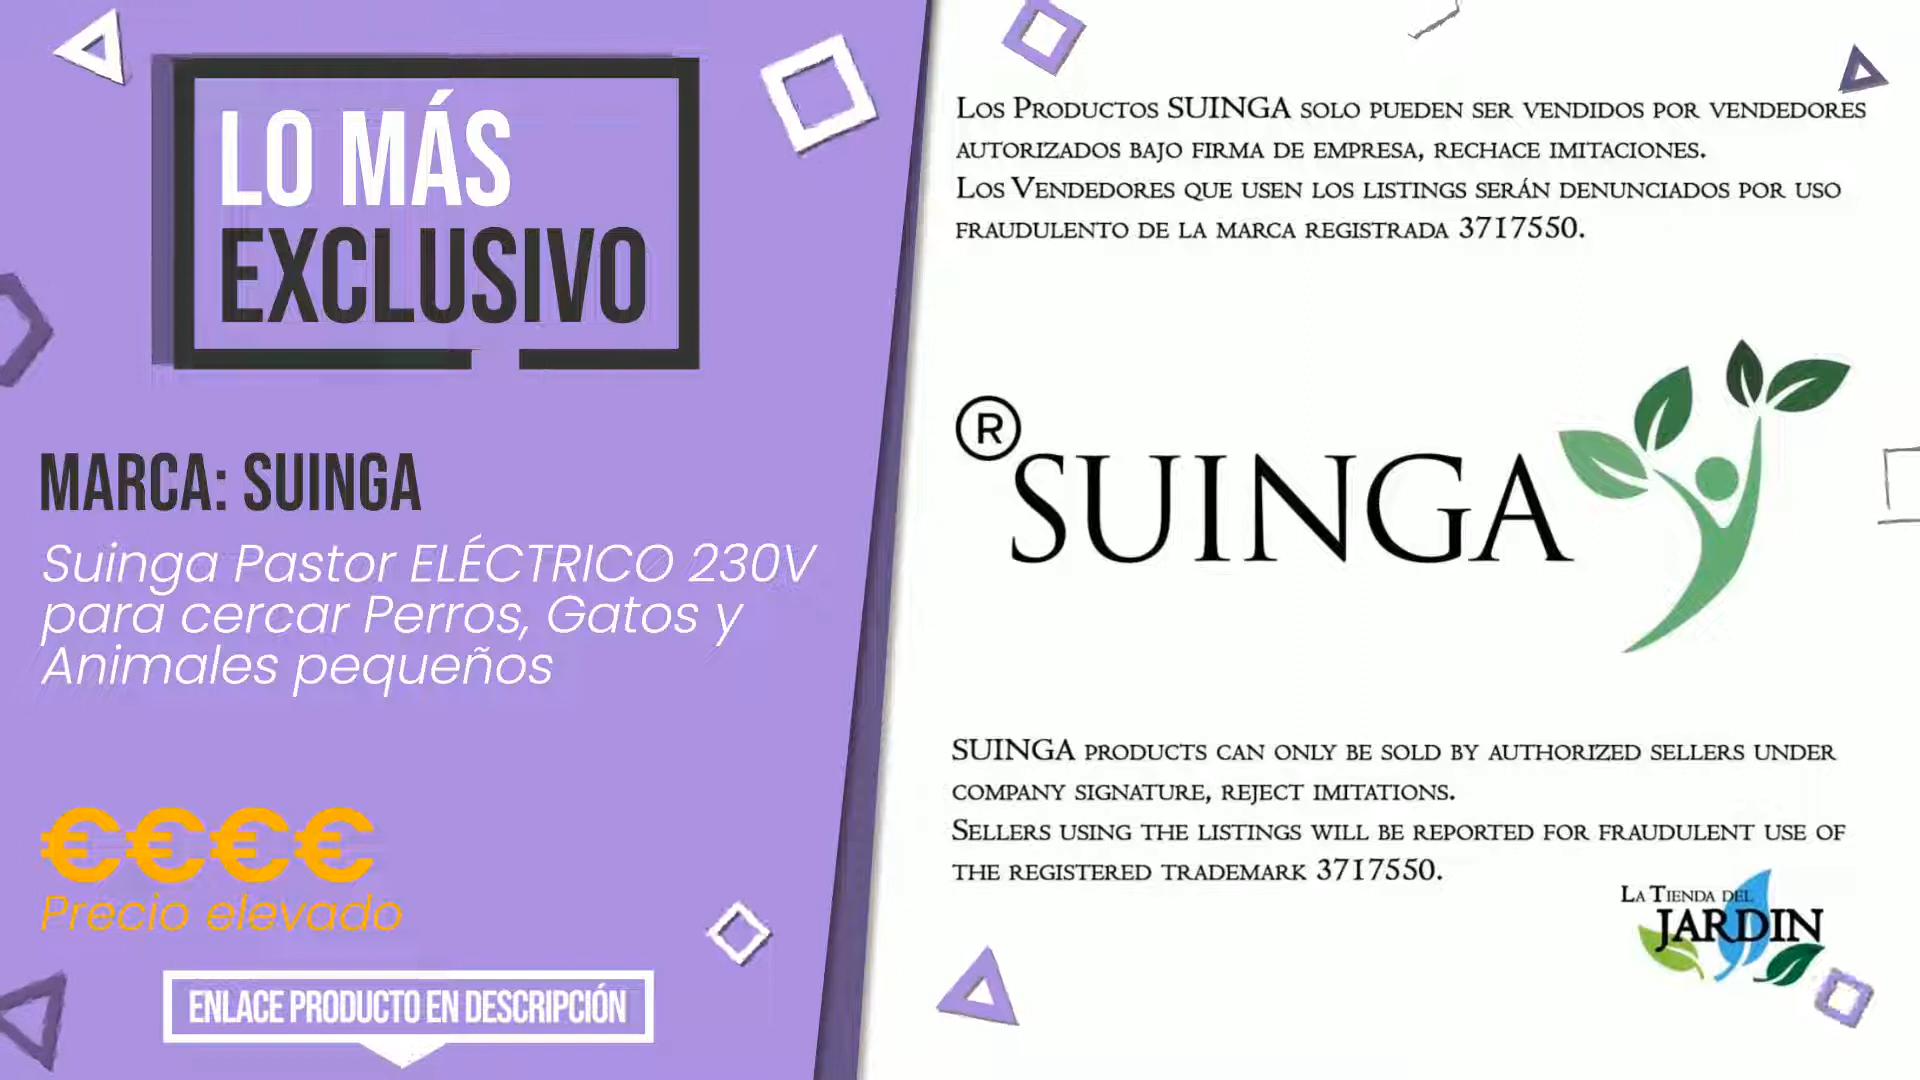 LO MÁS
EXCLUSIVO
MARCA: SUINGA
Suinga Pastor ELÉCTRICO 230V
para cercar Perros, Gatos y
Animales pequeños
€€€€
Precio elevado
ENLACE PRODUCTO EN DESCRIPCIÓN
Los Productos SUINGA solo pueden ser vendidos por vendedores
autorizados bajo firma de empresa, rechace imitaciones.
Los Vendedores que usen los listings serán denunciados por uso
fraudulento de la marca registrada 3717550.
®
SUINGA
SUINGA products can only be sold by authorized sellers under
company signature, reject imitations.
Sellers using the listings will be reported for fraudulent use of
the registered trademark 3717550.
La Tienda del
JARDIN